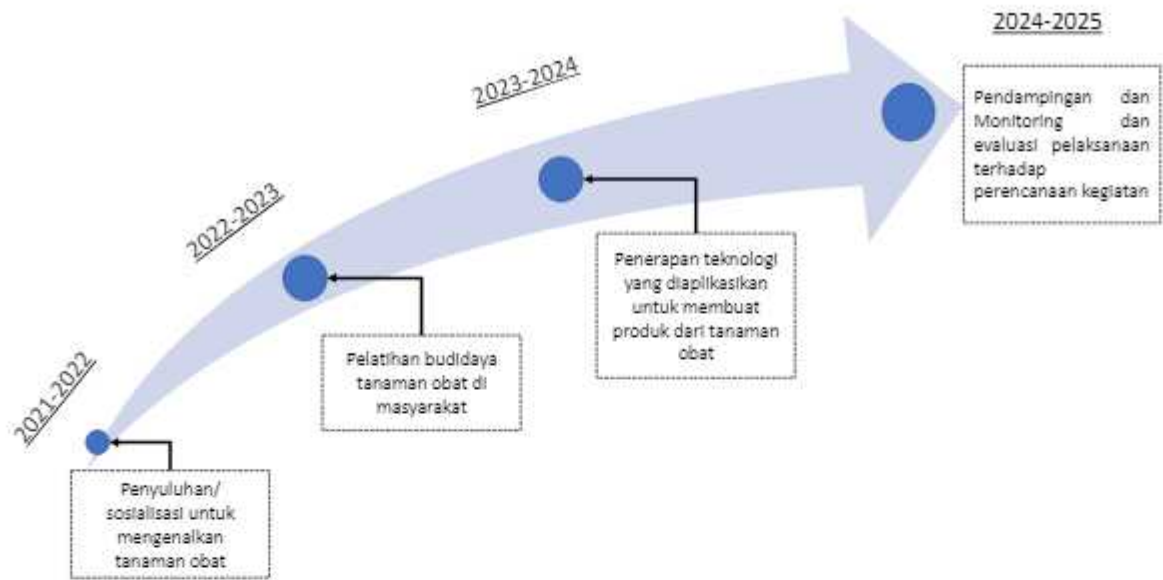 2021-2022
Penyuluhan/
sosialisasi untuk
mengenalkan
tanaman obat
2022-2023
Pelatihan budidaya
tanaman obat di
masyarakat
2023-2024
Penerapan teknologi
yang diaplikasikan
untuk membuat
produk dari tanaman
obat
2024-2025
Pendampingan dan
Monitoring dan
evaluasi pelaksanaan
terhadap
perencanaan kegiatan